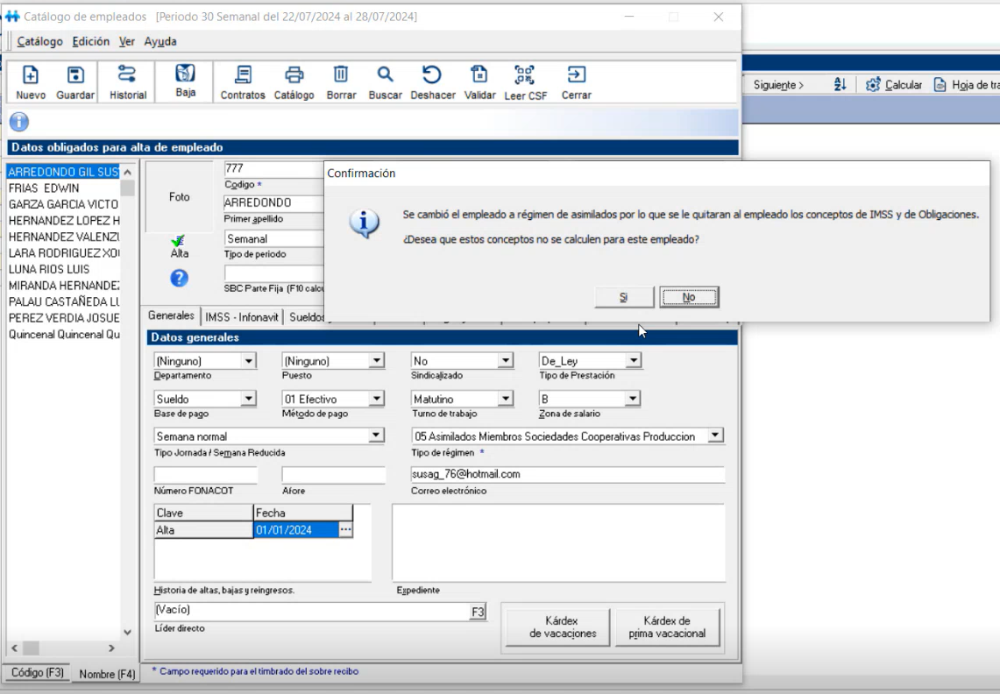 Catálogo de empleados [Periodo 30 Semanal del 22/07/2024 al 28/07/2024]
Catálogo Edición Ver Ayuda
Nuevo Guardar Historial Baja Contratos Catálogo Borrar Buscar Deshacer Validar Leer CSF Cerrar
Siguiente > Calcular Hoja de tra
Datos obligados para alta de empleado
ARREDONDO GIL SUS
FRIAS EDWIN
GARZA GARCIA VICTO
HERNANDEZ LOPEZ H
HERNANDEZ VALENZU
LARA RODRIGUEZ XO
LUNA RIOS LUIS
MIRANDA HERNANDEZ
PALAU CASTAÑEDA LU
PEREZ VERDIA JOSUE
Quincenal Quincenal Qu
Código (F3) Nombre (F4)
Foto
Alta
777
Código *
ARREDONDO
Primer apellido
Semanal
Tipo de periodo
SBC Parte Fija (F10 calcu
Confirmación
Se cambió el empleado a régimen de asimilados por lo que se le quitaran al empleado los conceptos de IMSS y de Obligaciones.
¿Desea que estos conceptos no se calculen para este empleado?
Si No
Generales IMSS - Infonavit Sueldos
Datos generales
(Ninguno) (Ninguno) No De_Ley
Departamento Puesto Sindicalizado Tipo de Prestación
Sueldo 01 Efectivo Matutino B
Base de pago Método de pago Turno de trabajo Zona de salario
Semana normal 05 Asimilados Miembros Sociedades Cooperativas Produccion
Tipo Jornada / Semana Reducida Tipo de régimen *
susag_76@hotmail.com
Número FONACOT Afore Correo electrónico
Clave Fecha
Alta 01/01/2024 ...
Historia de altas, bajas y reingresos. Expediente
(Vacío) F3
Líder directo
Kárdex
de vacaciones
Kárdex de
prima vacacional
* Campo requerido para el timbrado del sobre recibo